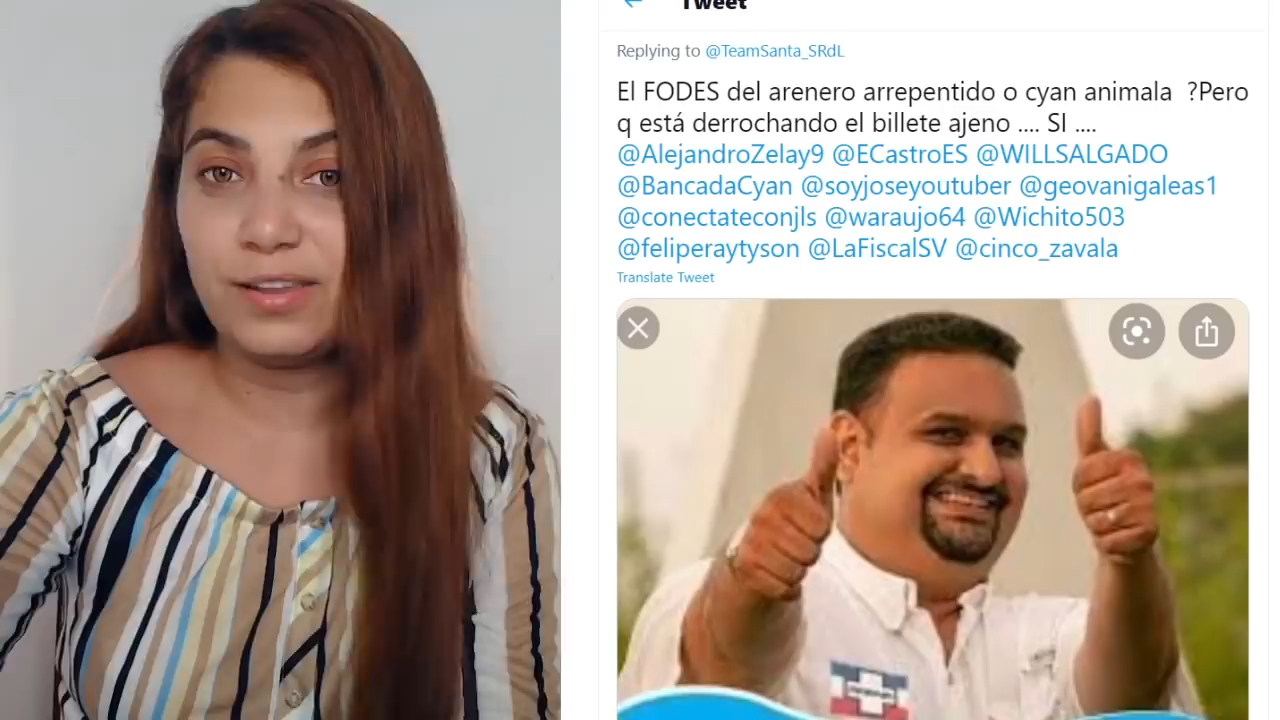 Tweet
Replying to @TeamSanta_SRdL
El FODES del arenero arrepentido o cyan animala ?Pero
q está derrochando el billete ajeno .... SI ....
@AlejandroZelay9 @ECastroES @WILLSALGADO
@BancadaCyan @soyjoseyoutuber @geovanigaleas1
@conectateconjls @waraujo64 @Wichito503
@feliperaytyson @LaFiscalSV @cinco_zavala
Translate Tweet